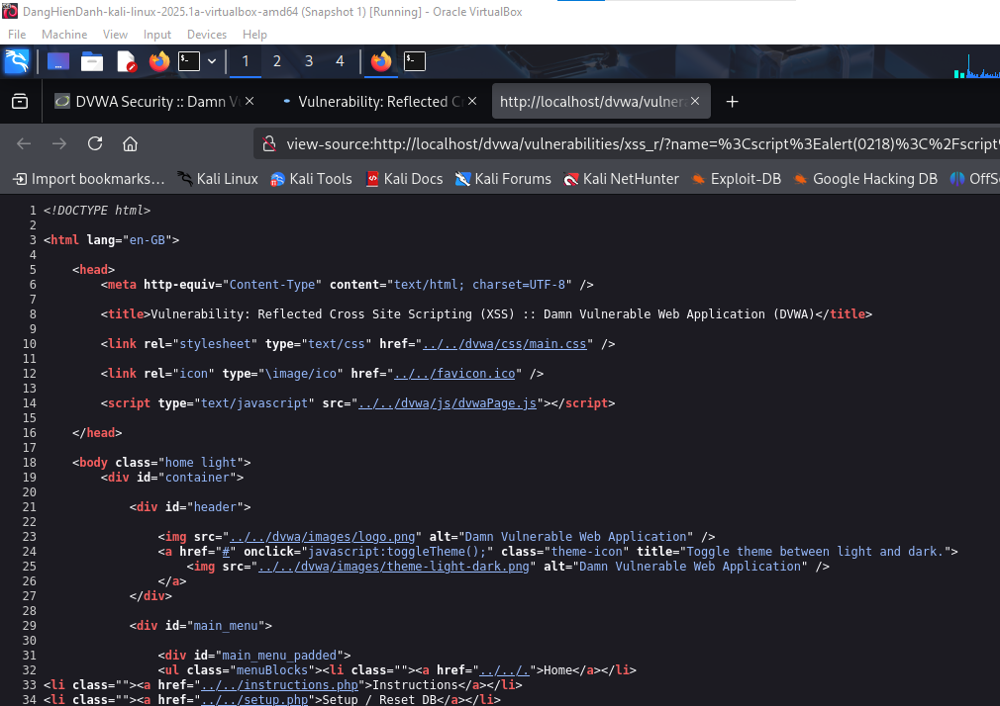 DangHienDanh-kali-linux-2025.1a-virtualbox-amd64 (Snapshot 1) [Running] - Oracle VirtualBox
File Machine View Input Devices Help
1 2 3 4
DVWA Security :: Damn Vu × Vulnerability: Reflected C × http://localhost/dvwa/vulner ×
view-source:http://localhost/dvwa/vulnerabilities/xss_r/?name=%3Cscript%3Ealert(0218)%3C%2Fscript%
Import bookmarks… Kali Linux Kali Tools Kali Docs Kali Forums Kali NetHunter Exploit-DB Google Hacking DB OffS
1 <!DOCTYPE html>
2
3 <html lang="en-GB">
4
5 <head>
6 <meta http-equiv="Content-Type" content="text/html; charset=UTF-8" />
7
8 <title>Vulnerability: Reflected Cross Site Scripting (XSS) :: Damn Vulnerable Web Application (DVWA)</title>
9
10 <link rel="stylesheet" type="text/css" href="../../dvwa/css/main.css" />
11
12 <link rel="icon" type="\image/ico" href="../../favicon.ico" />
13
14 <script type="text/javascript" src="../../dvwa/js/dvwaPage.js"></script>
15
16 </head>
17
18 <body class="home light">
19 <div id="container">
20
21 <div id="header">
22
23 <img src="../../dvwa/images/logo.png" alt="Damn Vulnerable Web Application" />
24 <a href="#" onclick="javascript:toggleTheme();" class="theme-icon" title="Toggle theme between light and dark.">
25 <img src="../../dvwa/images/theme-light-dark.png" alt="Damn Vulnerable Web Application" />
26 </a>
27 </div>
28
29 <div id="main_menu">
30
31 <div id="main_menu_padded">
32 <ul class="menuBlocks"><li class=""><a href="../../.">Home</a></li>
33 <li class=""><a href="../../instructions.php">Instructions</a></li>
34 <li class=""><a href="../../setup.php">Setup / Reset DB</a></li>